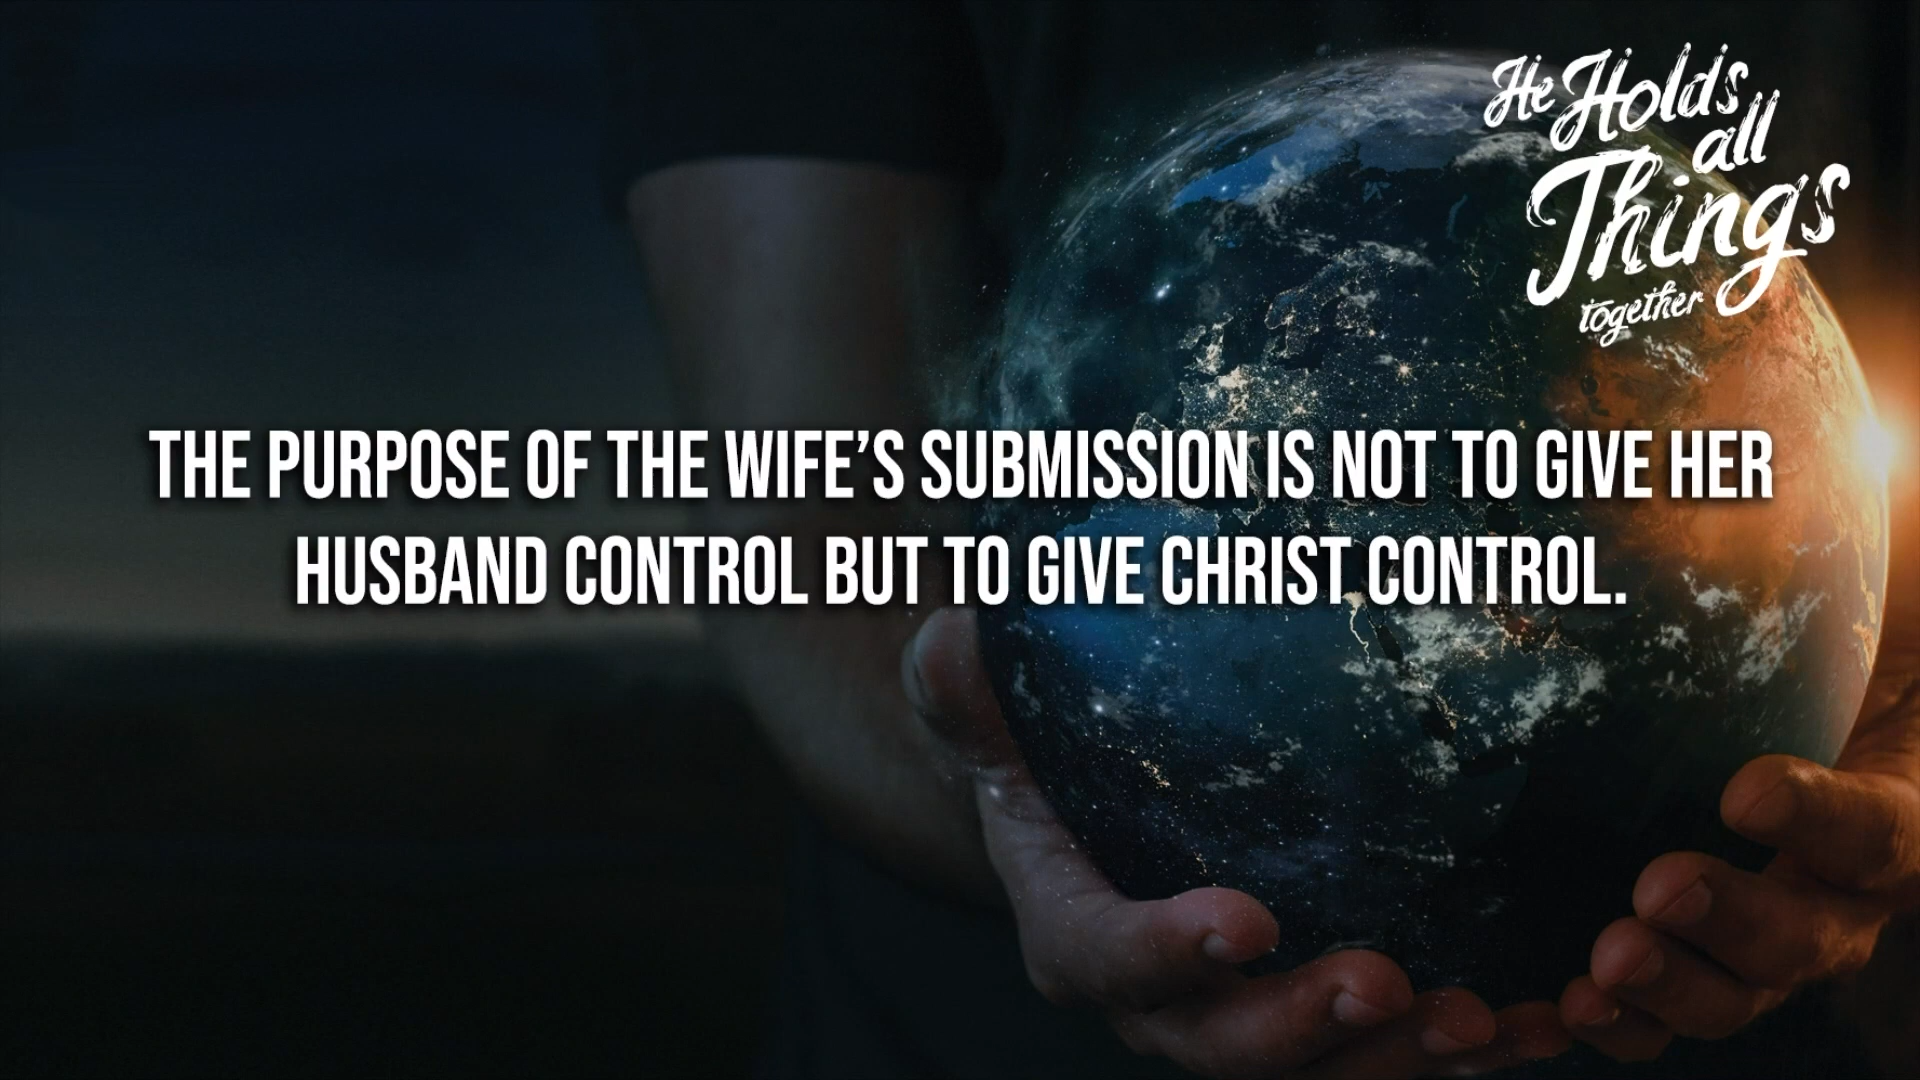 He Holds
all
Things
together
THE PURPOSE OF THE WIFE’S SUBMISSION IS NOT TO GIVE HER
HUSBAND CONTROL BUT TO GIVE CHRIST CONTROL.